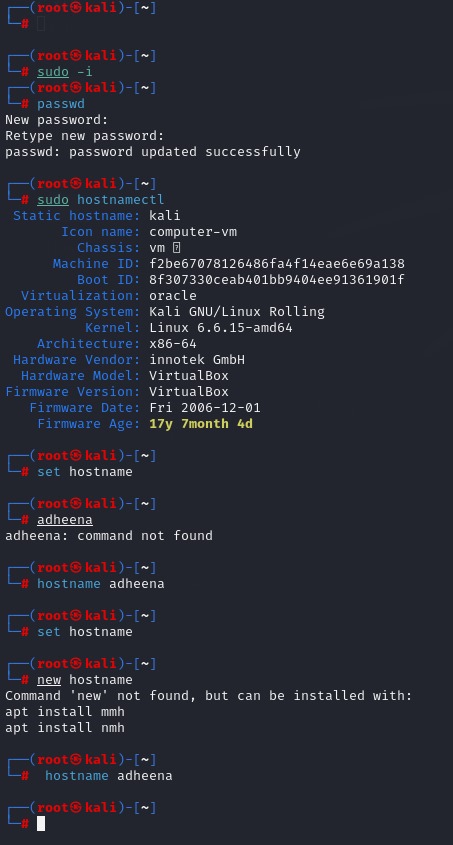 ┌──(root㉿kali)-[~]
└─#
┌──(root㉿kali)-[~]
└─# sudo -i
┌──(root㉿kali)-[~]
└─# passwd
New password:
Retype new password:
passwd: password updated successfully
┌──(root㉿kali)-[~]
└─# sudo hostnamectl
Static hostname: kali
Icon name: computer-vm
Chassis: vm
Machine ID: f2be67078126486fa4f14eae6e69a138
Boot ID: 8f307330ceab401bb9404ee91361901f
Virtualization: oracle
Operating System: Kali GNU/Linux Rolling
Kernel: Linux 6.6.15-amd64
Architecture: x86-64
Hardware Vendor: innotek GmbH
Hardware Model: VirtualBox
Firmware Version: VirtualBox
Firmware Date: Fri 2006-12-01
Firmware Age: 17y 7month 4d
┌──(root㉿kali)-[~]
└─# set hostname
┌──(root㉿kali)-[~]
└─# adheena
adheena: command not found
┌──(root㉿kali)-[~]
└─# hostname adheena
┌──(root㉿kali)-[~]
└─# set hostname
┌──(root㉿kali)-[~]
└─# new hostname
Command 'new' not found, but can be installed with:
apt install mmh
apt install nmh
┌──(root㉿kali)-[~]
└─#  hostname adheena
┌──(root㉿kali)-[~]
└─#